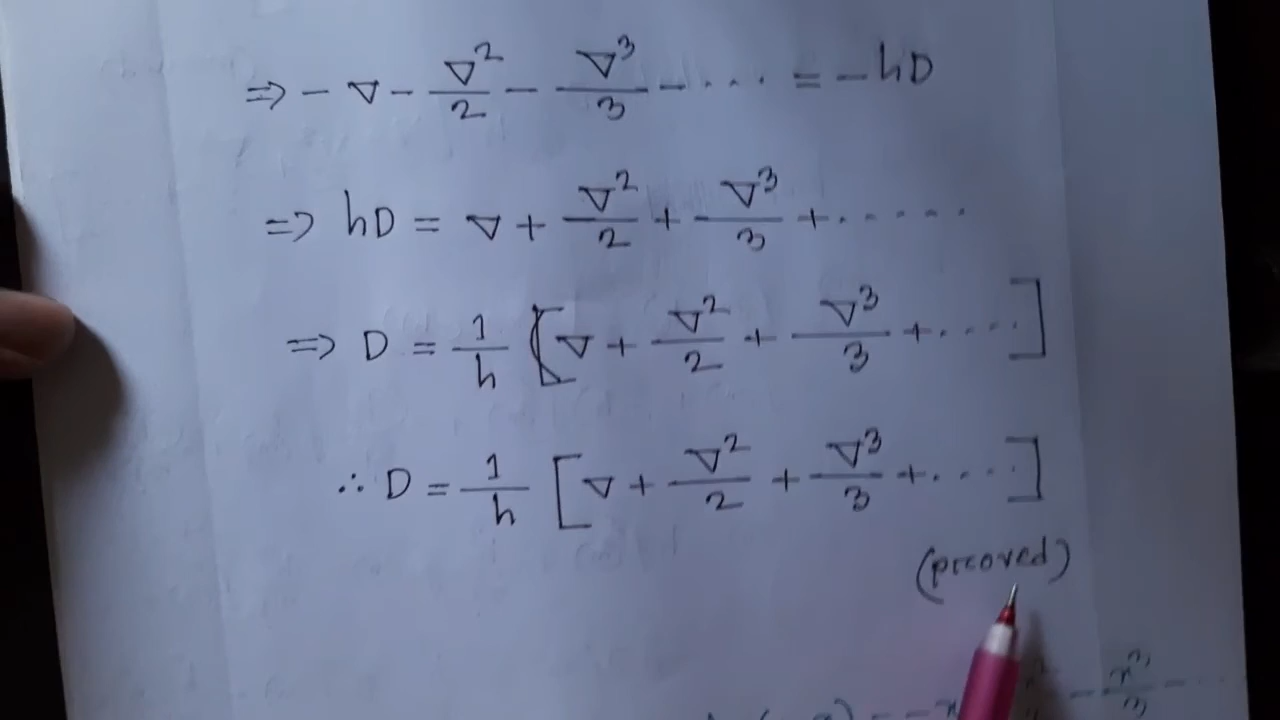 ⇒ - ∇ - ∇²/2 - ∇³/3 - ... = -hD
⇒ hD = ∇ + ∇²/2 + ∇³/3 + .....
⇒ D = 1/h [∇ + ∇²/2 + ∇³/3 + ....]
∴ D = 1/h [∇ + ∇²/2 + ∇³/3 + ....]
(proved)